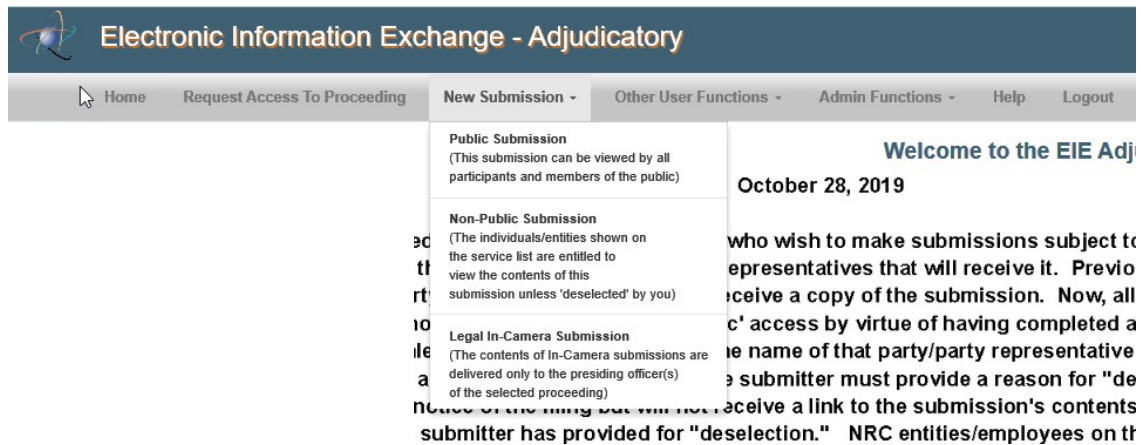 Electronic Information Exchange - Adjudicatory
Home Request Access To Proceeding New Submission Other User Functions Admin Functions Help Logout
Public Submission
(This submission can be viewed by all
participants and members of the public)
Non-Public Submission
(The individuals/entities shown on
the service list are entitled to
view the contents of this
submission unless 'deselected' by you)
Legal In-Camera Submission
(The contents of In-Camera submissions are
delivered only to the presiding officer(s)
of the selected proceeding)
Welcome to the EIE
October 28, 2019
who wish to make submissions subject to
representatives that will receive it. Previo
receive a copy of the submission. Now, all
c' access by virtue of having completed a
name of that party/party representative
submitter must provide a reason for "de
notice of the filing but will not receive a link to the submission's contents
submitter has provided for "deselection." NRC entities/employees on th